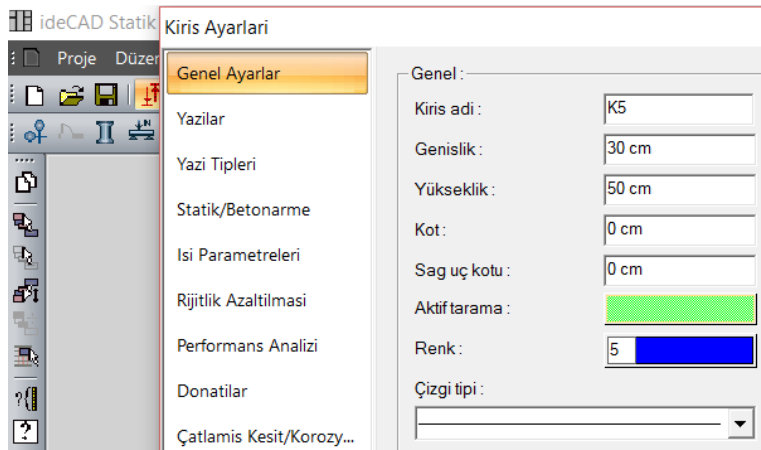 ideCAD Statik
Proje Düzer
Kiris Ayarlari
Genel Ayarlar
Yazilar
Yazi Tipleri
Statik/Betonarme
Isi Parametreleri
Rijitlik Azaltilmasi
Performans Analizi
Donatilar
Çatlamis Kesit/Korozy...
Genel :
Kiris adi : K5
Genislik : 30 cm
Yükseklik : 50 cm
Kot : 0 cm
Sag uç kotu : 0 cm
Aktif tarama :
Renk : 5
Çizgi tipi :